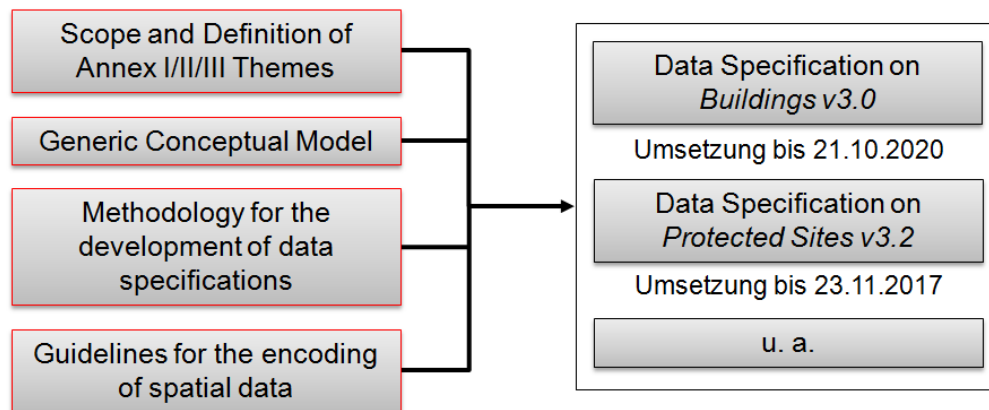 Scope and Definition of
Annex I/II/III Themes
Generic Conceptual Model
Methodology for the
development of data
specifications
Guidelines for the encoding
of spatial data
Data Specification on
Buildings v3.0
Umsetzung bis 21.10.2020
Data Specification on
Protected Sites v3.2
Umsetzung bis 23.11.2017
u. a.